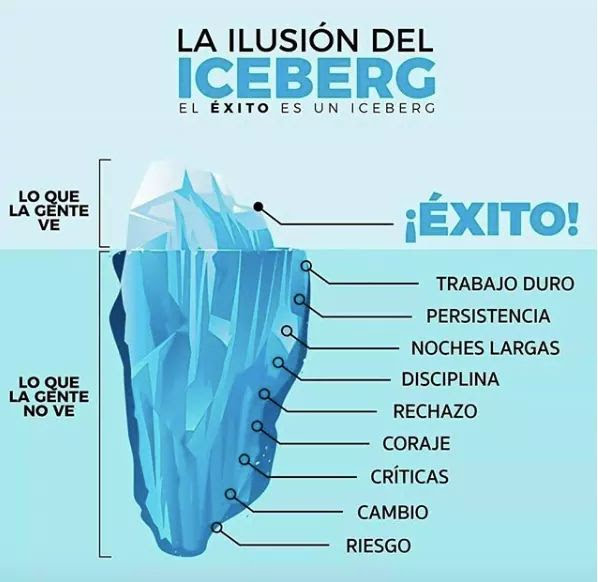 LA ILUSIÓN DEL
ICEBERG
EL ÉXITO ES UN ICEBERG
LO QUE
LA GENTE
VE
¡ÉXITO!
TRABAJO DURO
PERSISTENCIA
NOCHES LARGAS
LO QUE
LA GENTE
NO VE
DISCIPLINA
RECHAZO
CORAJE
CRÍTICAS
CAMBIO
RIESGO